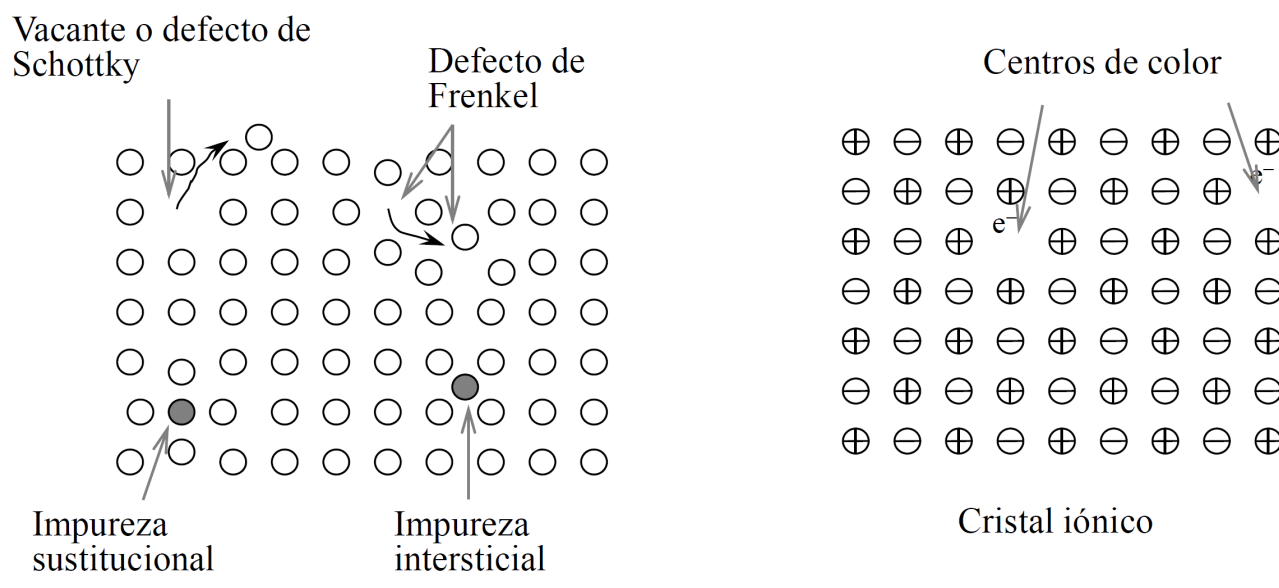 Vacante o defecto de
Schottky
Defecto de
Frenkel
Impureza
sustitucional
Impureza
intersticial
Centros de color
e⁻
e⁻
Cristal iónico